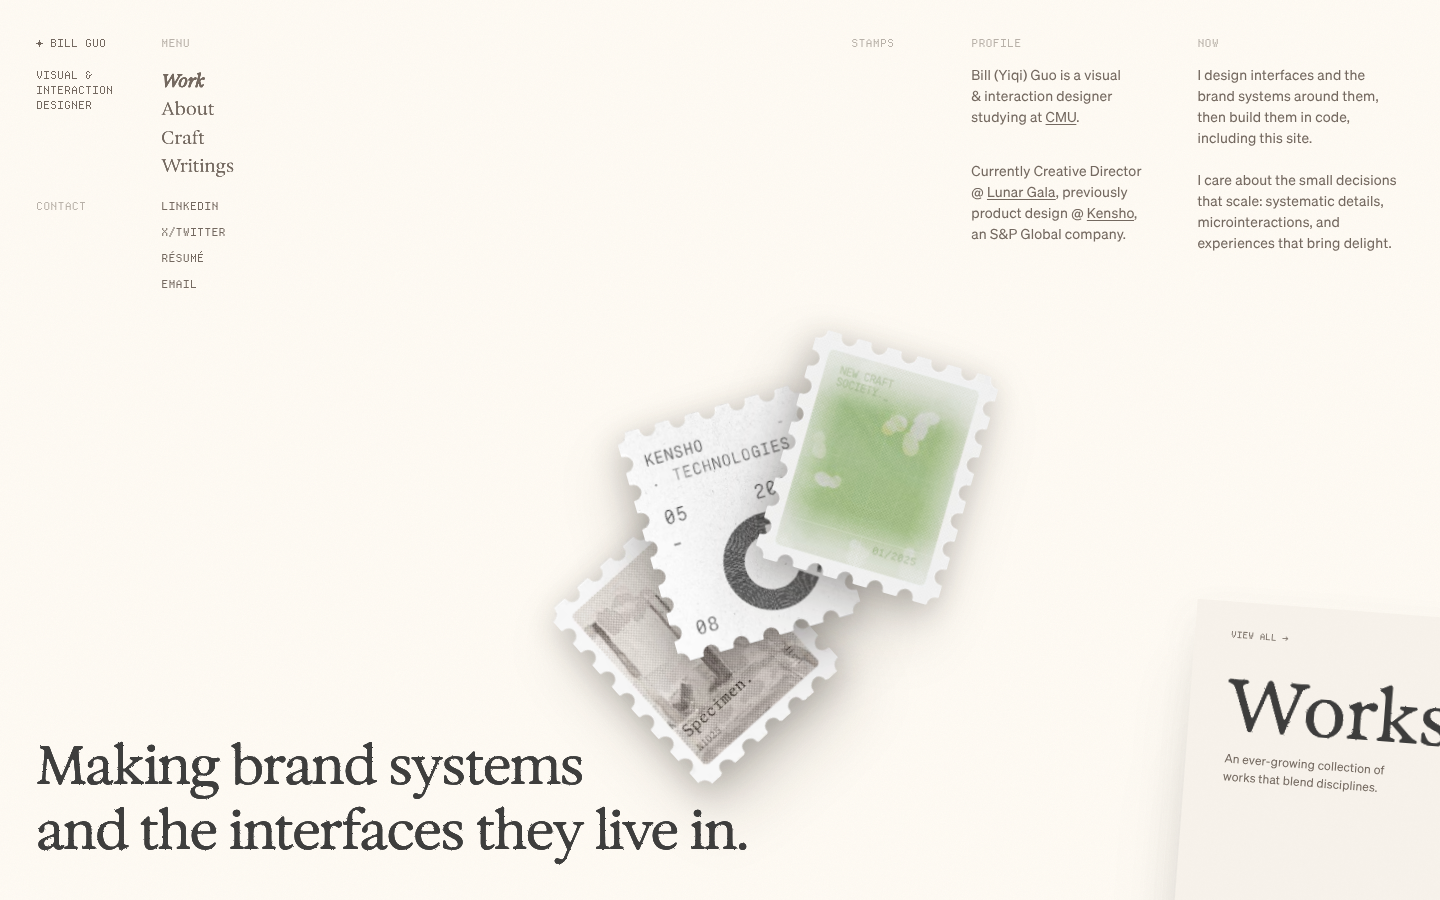 ✦ BILL GUO
VISUAL &
INTERACTION
DESIGNER
MENU
Work
About
Craft
Writings
CONTACT
LINKEDIN
X/TWITTER
RÉSUMÉ
EMAIL
STAMPS
PROFILE
Bill (Yiqi) Guo is a visual
& interaction designer
studying at CMU.
Currently Creative Director
@ Lunar Gala, previously
product design @ Kensho,
an S&P Global company.
NOW
I design interfaces and the
brand systems around them,
then build them in code,
including this site.
I care about the small decisions
that scale: systematic details,
microinteractions, and
experiences that bring delight.
NEW CRAFT
SOCIETY
01/2025
KENSHO
TECHNOLOGIES
05
-
08
Specimen.
Making brand systems
and the interfaces they live in.
VIEW ALL →
Works
An ever-growing collection of
works that blend disciplines.